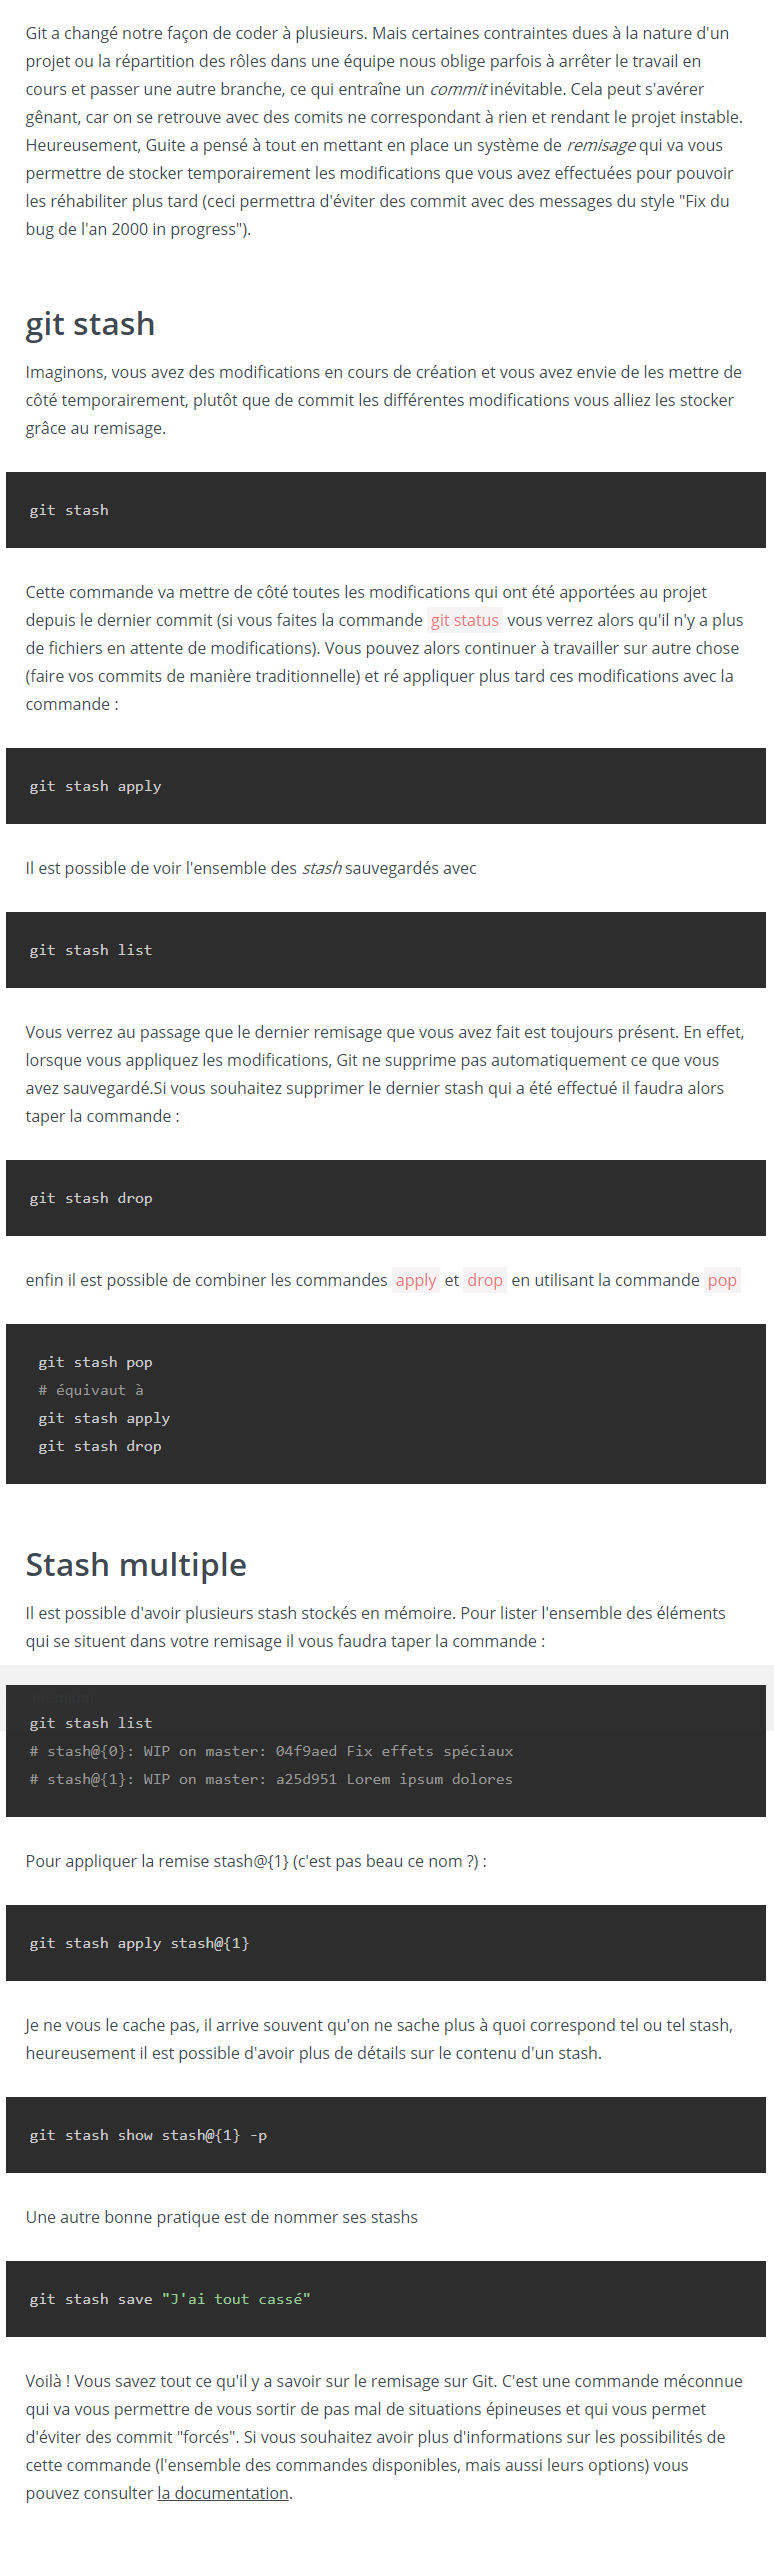 Git a changé notre façon de coder à plusieurs. Mais certaines contraintes dues à la nature d'un
projet ou la répartition des rôles dans une équipe nous oblige parfois à arrêter le travail en
cours et passer une autre branche, ce qui entraîne un commit inévitable. Cela peut s'avérer
gênant, car on se retrouve avec des comits ne correspondant à rien et rendant le projet instable.
Heureusement, Guite a pensé à tout en mettant en place un système de remisage qui va vous
permettre de stocker temporairement les modifications que vous avez effectuées pour pouvoir
les réhabiliter plus tard (ceci permettra d'éviter des commit avec des messages du style "Fix du
bug de l'an 2000 in progress").
git stash
Imaginons, vous avez des modifications en cours de création et vous avez envie de les mettre de
côté temporairement, plutôt que de commit les différentes modifications vous alliez les stocker
grâce au remisage.
git stash
Cette commande va mettre de côté toutes les modifications qui ont été apportées au projet
depuis le dernier commit (si vous faites la commande git status vous verrez alors qu'il n'y a plus
de fichiers en attente de modifications). Vous pouvez alors continuer à travailler sur autre chose
(faire vos commits de manière traditionnelle) et ré appliquer plus tard ces modifications avec la
commande :
git stash apply
Il est possible de voir l'ensemble des stash sauvegardés avec
git stash list
Vous verrez au passage que le dernier remisage que vous avez fait est toujours présent. En effet,
lorsque vous appliquez les modifications, Git ne supprime pas automatiquement ce que vous
avez sauvegardé.Si vous souhaitez supprimer le dernier stash qui a été effectué il faudra alors
taper la commande :
git stash drop
enfin il est possible de combiner les commandes apply et drop en utilisant la commande pop
git stash pop
# équivaut à
git stash apply
git stash drop
Stash multiple
Il est possible d'avoir plusieurs stash stockés en mémoire. Pour lister l'ensemble des éléments
qui se situent dans votre remisage il vous faudra taper la commande :
git stash list
# stash@{0}: WIP on master: 04f9aed Fix effets spéciaux
# stash@{1}: WIP on master: a25d951 Lorem ipsum dolores
Pour appliquer la remise stash@{1} (c'est pas beau ce nom ?) :
git stash apply stash@{1}
Je ne vous le cache pas, il arrive souvent qu'on ne sache plus à quoi correspond tel ou tel stash,
heureusement il est possible d'avoir plus de détails sur le contenu d'un stash.
git stash show stash@{1} -p
Une autre bonne pratique est de nommer ses stashs
git stash save "J'ai tout cassé"
Voilà ! Vous savez tout ce qu'il y a savoir sur le remisage sur Git. C'est une commande méconnue
qui va vous permettre de vous sortir de pas mal de situations épineuses et qui vous permet
d'éviter des commit "forcés". Si vous souhaitez avoir plus d'informations sur les possibilités de
cette commande (l'ensemble des commandes disponibles, mais aussi leurs options) vous
pouvez consulter la documentation.